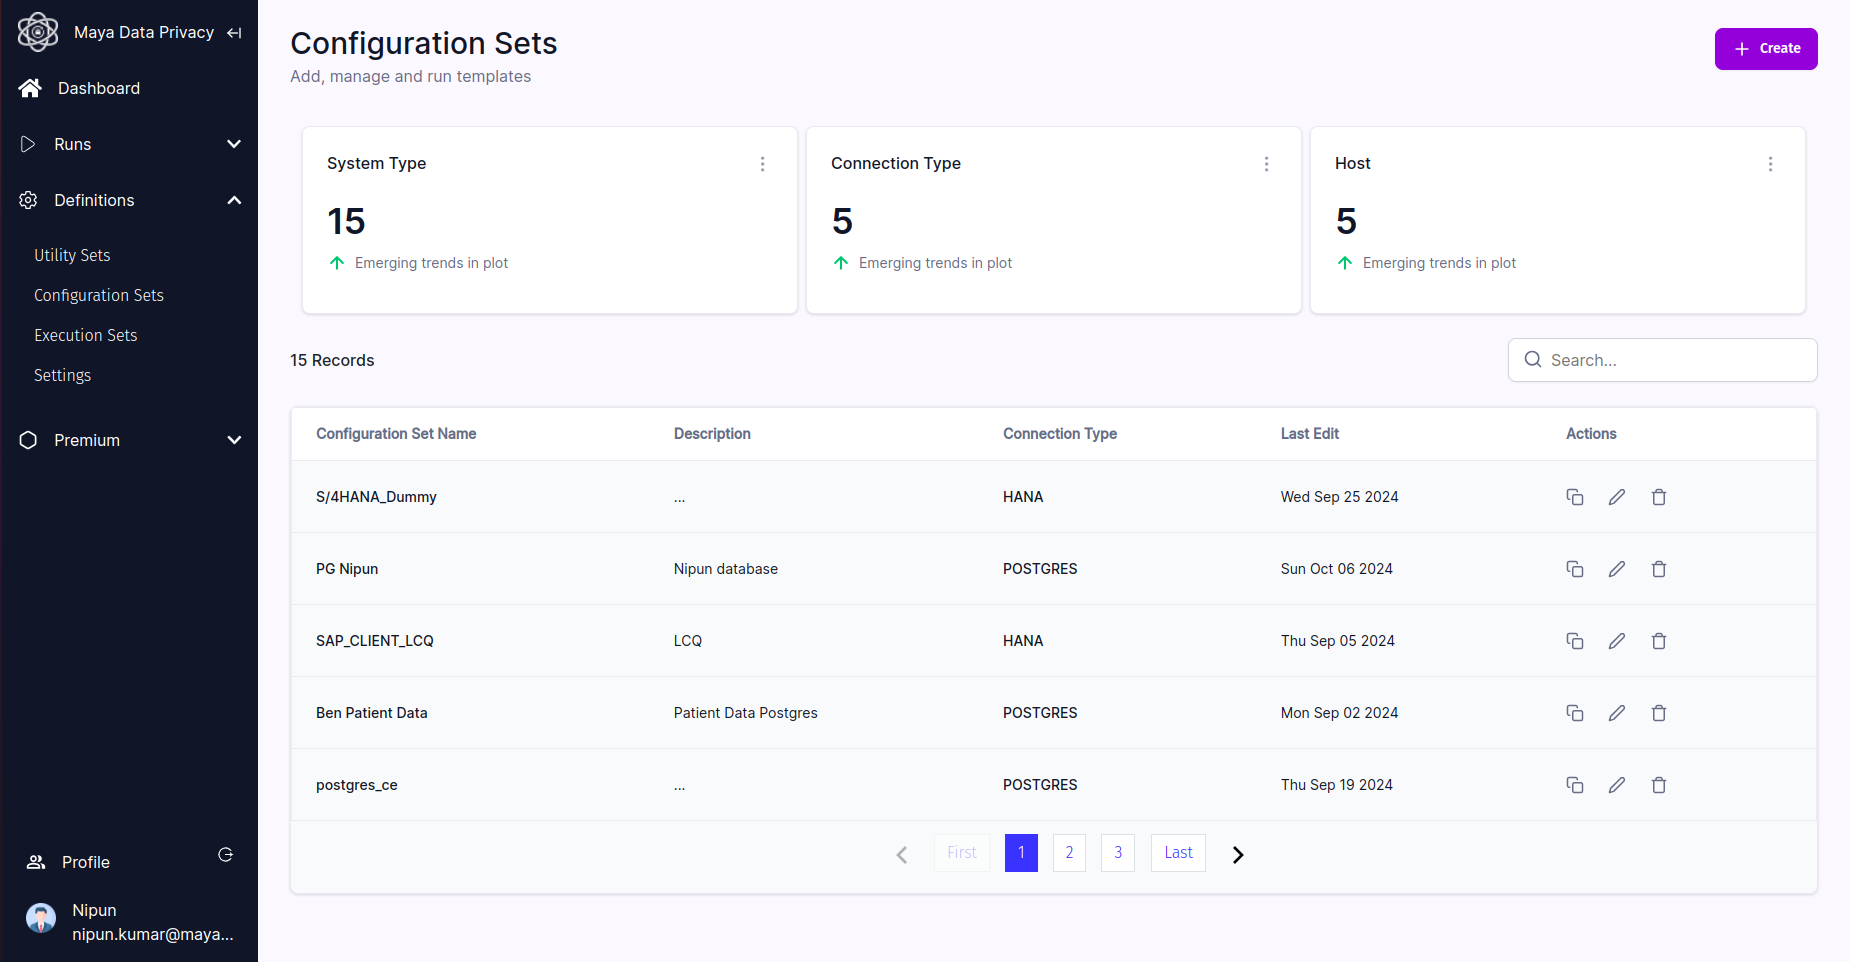 Maya Data Privacy
Dashboard
Runs
Definitions
Utility Sets
Configuration Sets
Execution Sets
Settings
Premium
Profile
Nipun
nipun.kumar@maya...
Configuration Sets
Add, manage and run templates
Create
System Type
15
Emerging trends in plot
Connection Type
5
Emerging trends in plot
Host
5
Emerging trends in plot
15 Records
Search...
Configuration Set Name Description Connection Type Last Edit Actions
S/4HANA_Dummy ... HANA Wed Sep 25 2024
PG Nipun Nipun database POSTGRES Sun Oct 06 2024
SAP_CLIENT_LCQ LCQ HANA Thu Sep 05 2024
Ben Patient Data Patient Data Postgres POSTGRES Mon Sep 02 2024
postgres_ce ... POSTGRES Thu Sep 19 2024
First 1 2 3 Last